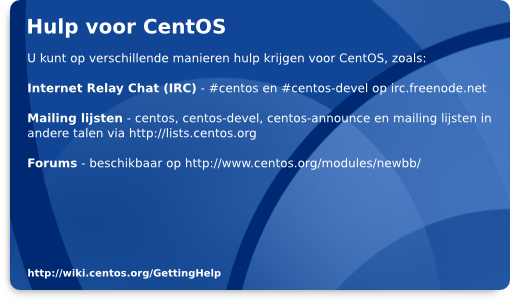 Hulp voor CentOS
U kunt op verschillende manieren hulp krijgen voor CentOS, zoals:
Internet Relay Chat (IRC) - #centos en #centos-devel op irc.freenode.net
Mailing lijsten - centos, centos-devel, centos-announce en mailing lijsten in
andere talen via http://lists.centos.org
Forums - beschikbaar op http://www.centos.org/modules/newbb/
http://wiki.centos.org/GettingHelp